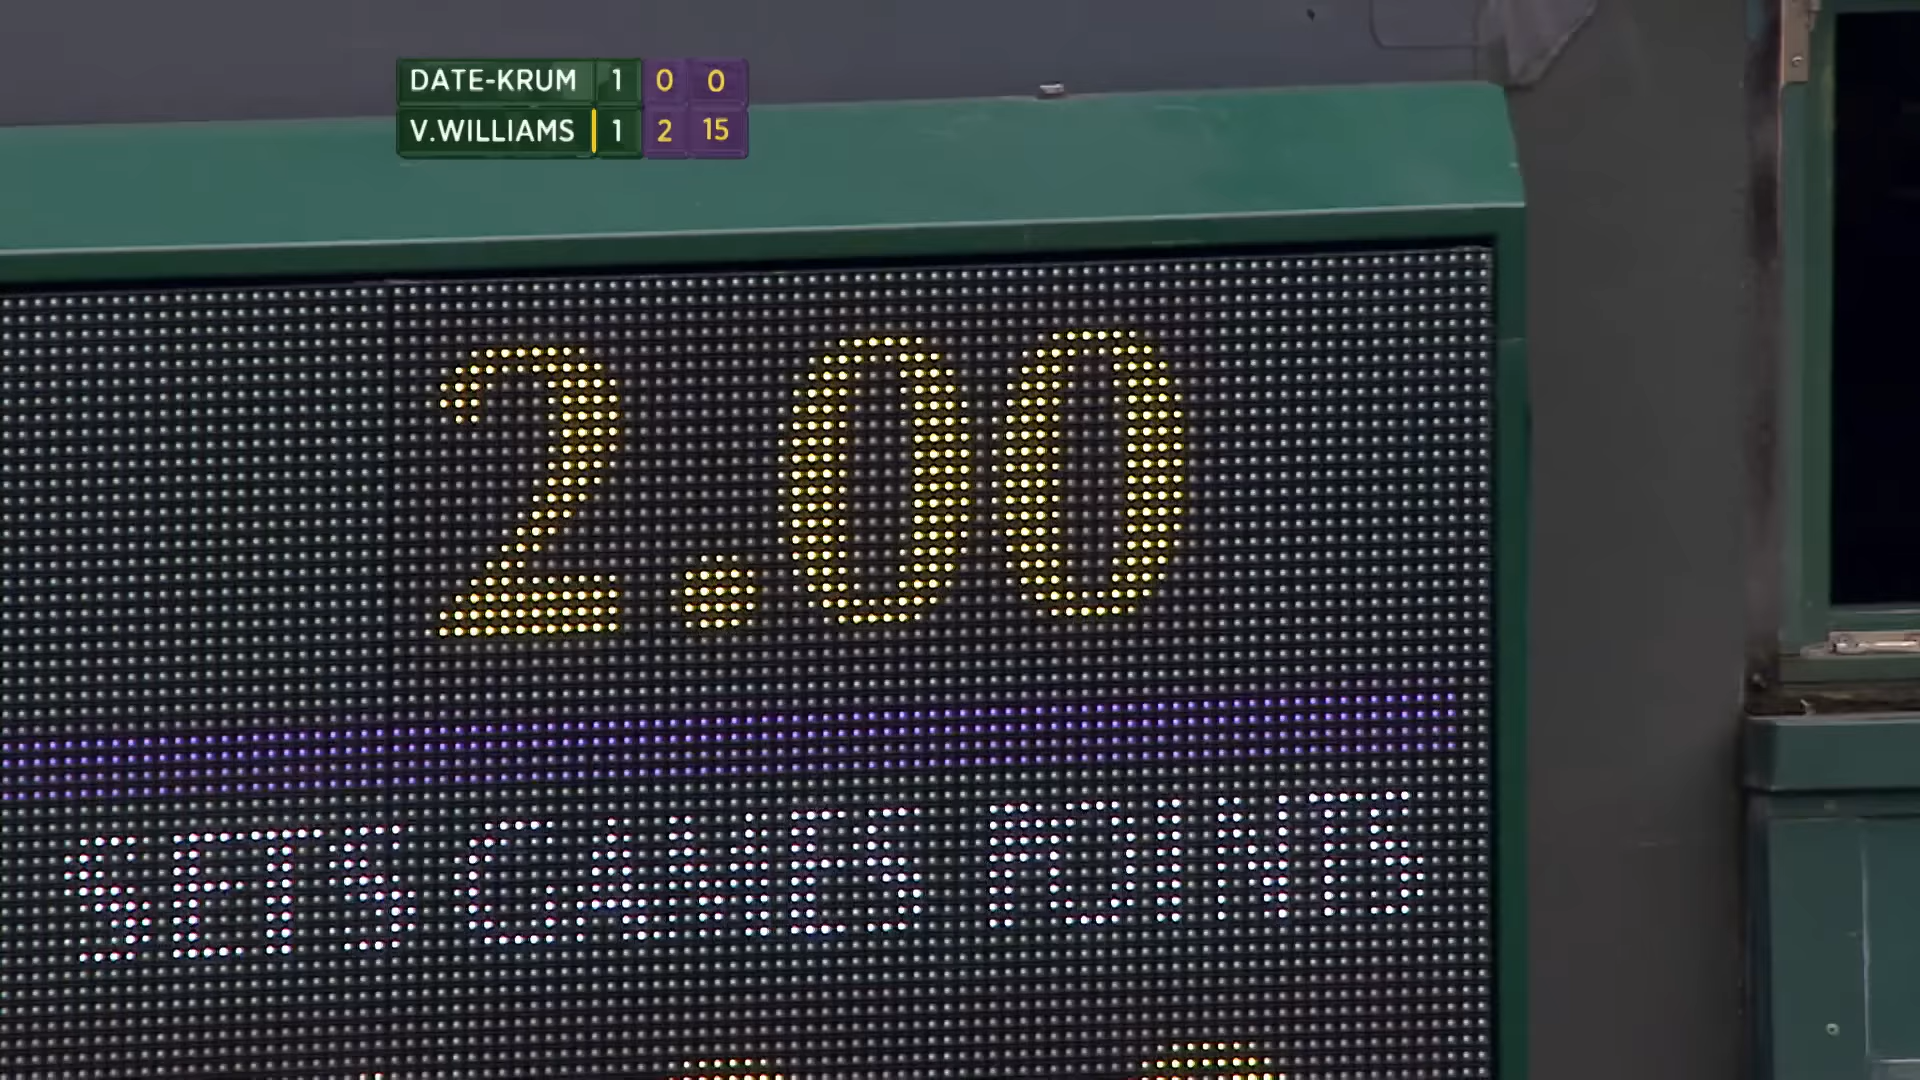 DATE-KRUM 1 0 0
V.WILLIAMS 1 2 15
2.00
SETS GAMES POINTS